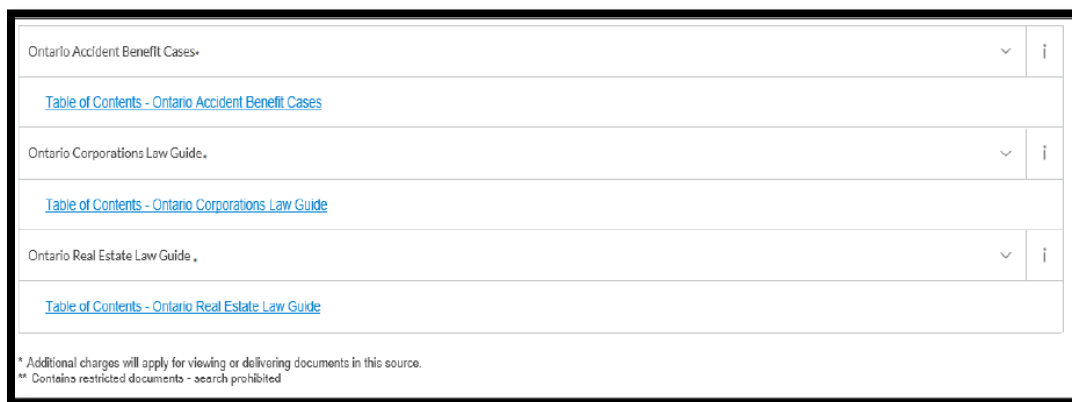 Ontario Accident Benefit Cases*
Table of Contents - Ontario Accident Benefit Cases
Ontario Corporations Law Guide*
Table of Contents - Ontario Corporations Law Guide
Ontario Real Estate Law Guide *
Table of Contents - Ontario Real Estate Law Guide
* Additional charges will apply for viewing or delivering documents in this source.
** Contains restricted documents - search prohibited